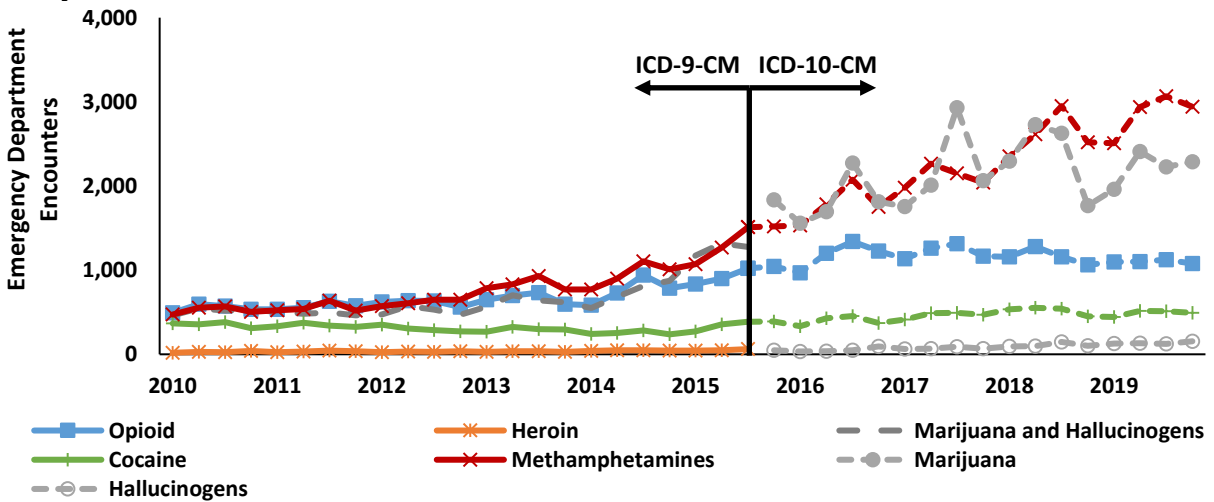 Emergency Department
Encounters
4,000
3,000
2,000
1,000
0
ICD-9-CM
ICD-10-CM
2010 2011 2012 2013 2014 2015 2016 2017 2018 2019
Opioid Heroin Marijuana and Hallucinogens
Cocaine Methamphetamines Marijuana
Hallucinogens